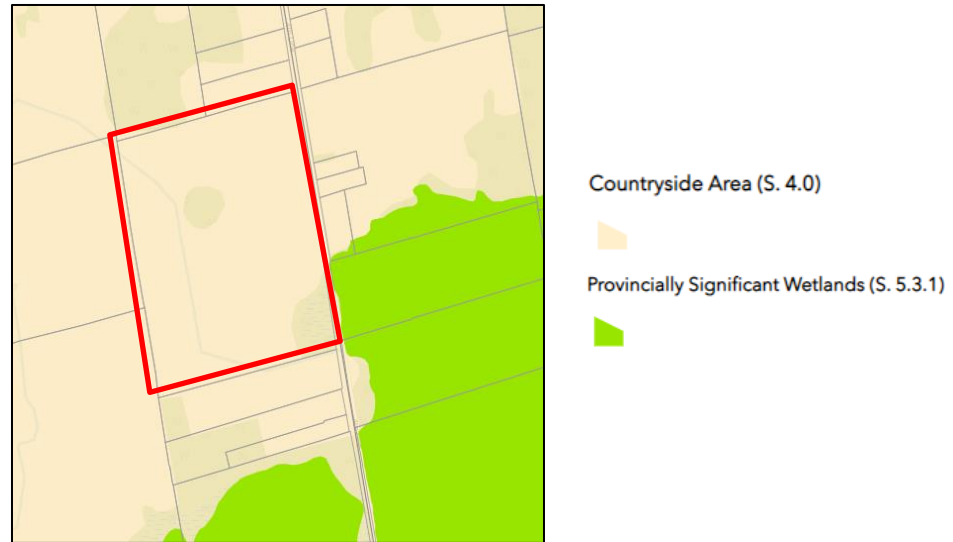 Countryside Area (S. 4.0)
Provincially Significant Wetlands (S. 5.3.1)